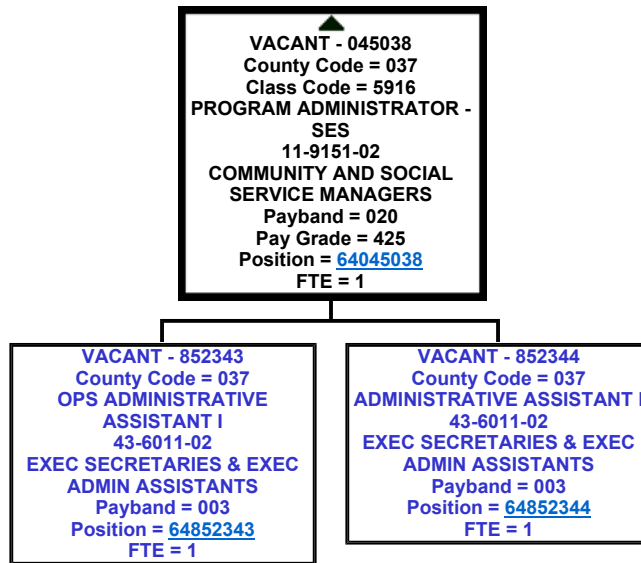 VACANT - 045038
County Code = 037
Class Code = 5916
PROGRAM ADMINISTRATOR -
SES
11-9151-02
COMMUNITY AND SOCIAL
SERVICE MANAGERS
Payband = 020
Pay Grade = 425
Position = 64045038
FTE = 1
VACANT - 852343
County Code = 037
OPS ADMINISTRATIVE
ASSISTANT I
43-6011-02
EXEC SECRETARIES & EXEC
ADMIN ASSISTANTS
Payband = 003
Position = 64852343
FTE = 1
VACANT - 852344
County Code = 037
ADMINISTRATIVE ASSISTANT I
43-6011-02
EXEC SECRETARIES & EXEC
ADMIN ASSISTANTS
Payband = 003
Position = 64852344
FTE = 1